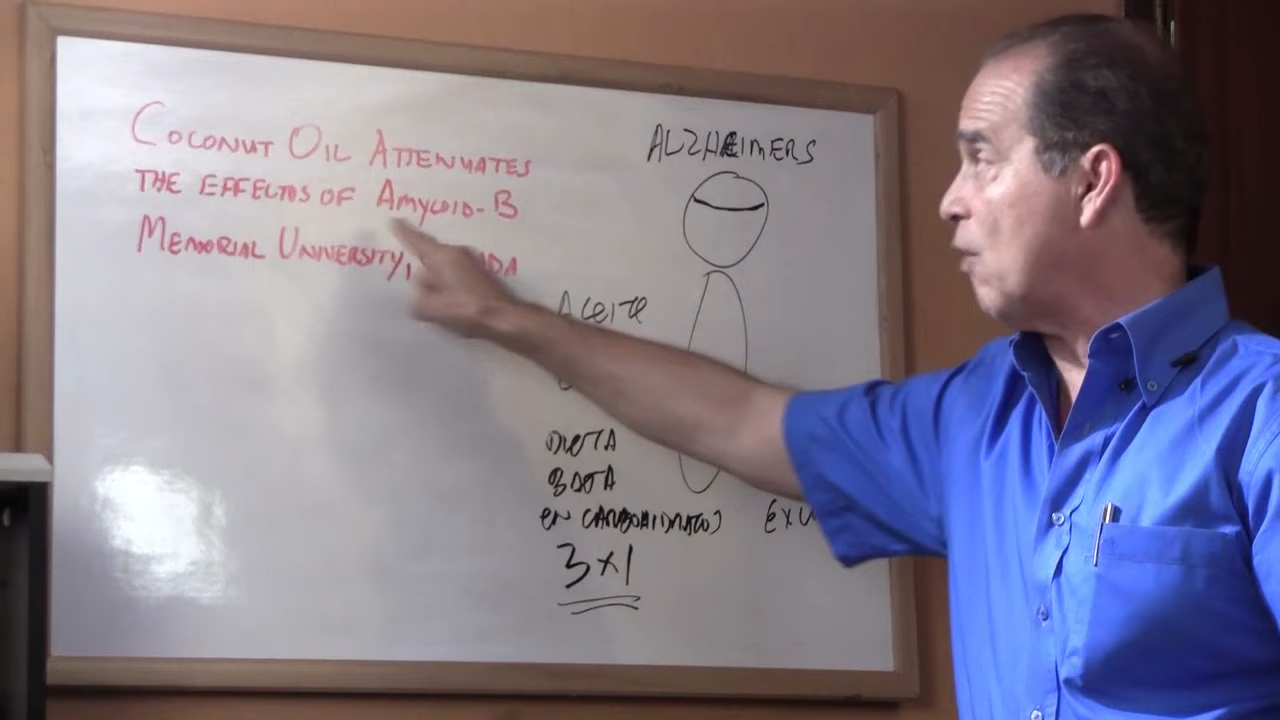 COCONUT OIL ATTENUATES
THE EFFECTOS OF AMYLOID-B
MEMORIAL UNIVERSITY,
ALZHEIMERS
ACEITE
DIETA
BAJA
EN CARBOHIDRATOS
3x1